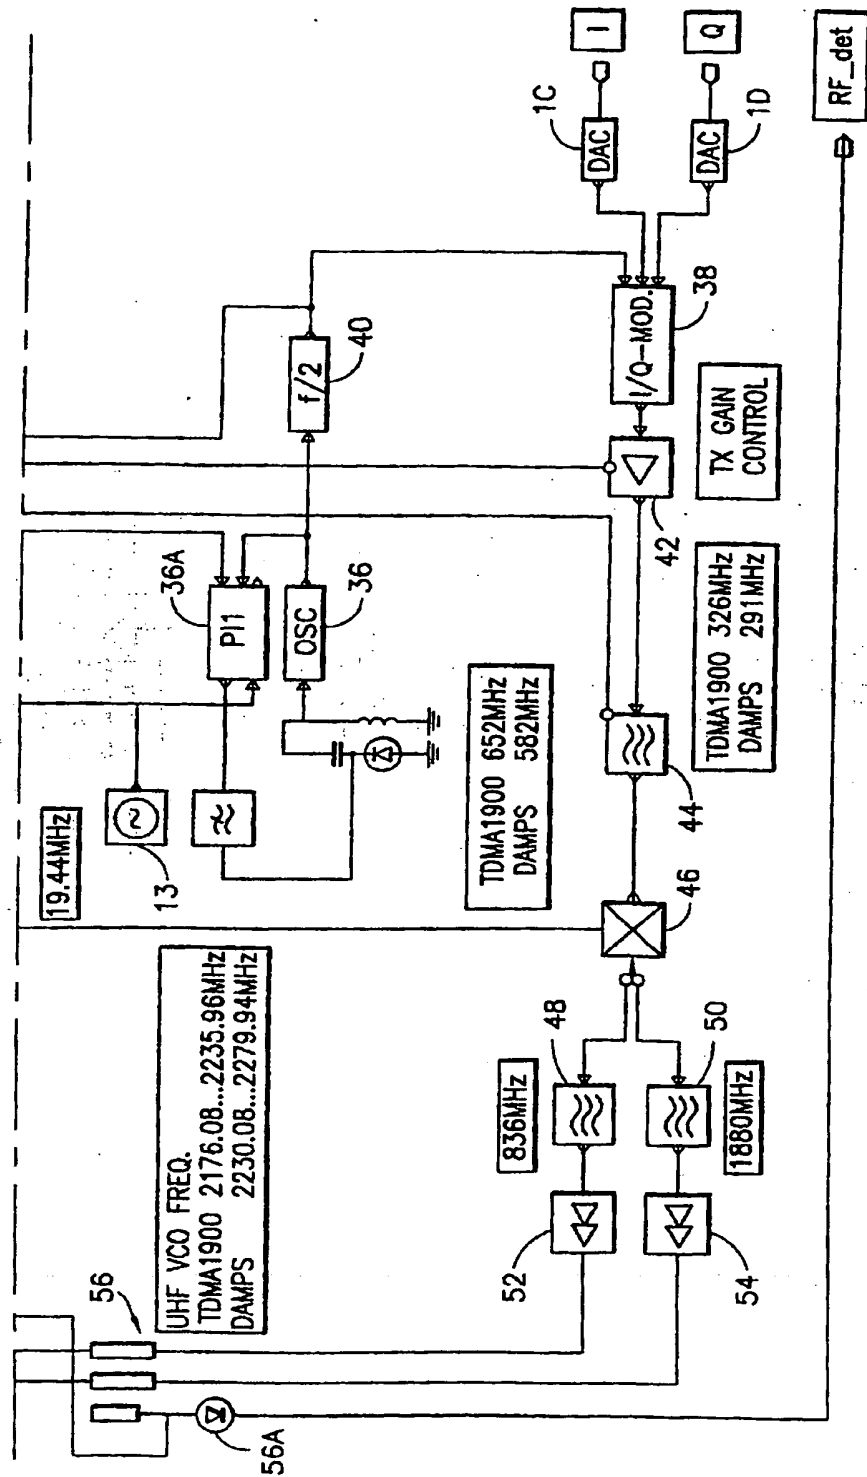 UHF VCO FREQ.
TDMA1900 2176.08...2235.96MHz
DAMPS 2230.08...2279.94MHz
56
56A
19.44MHz
13
PI1
36A
OSC
36
f/2
40
TDMA1900 652MHz
DAMPS 582MHz
836MHz
48
52
1880MHz
50
54
46
44
TDMA1900 326MHz
DAMPS 291MHz
42
TX GAIN
CONTROL
I/Q-MOD.
38
DAC
1C
I
DAC
1D
Q
RF_det